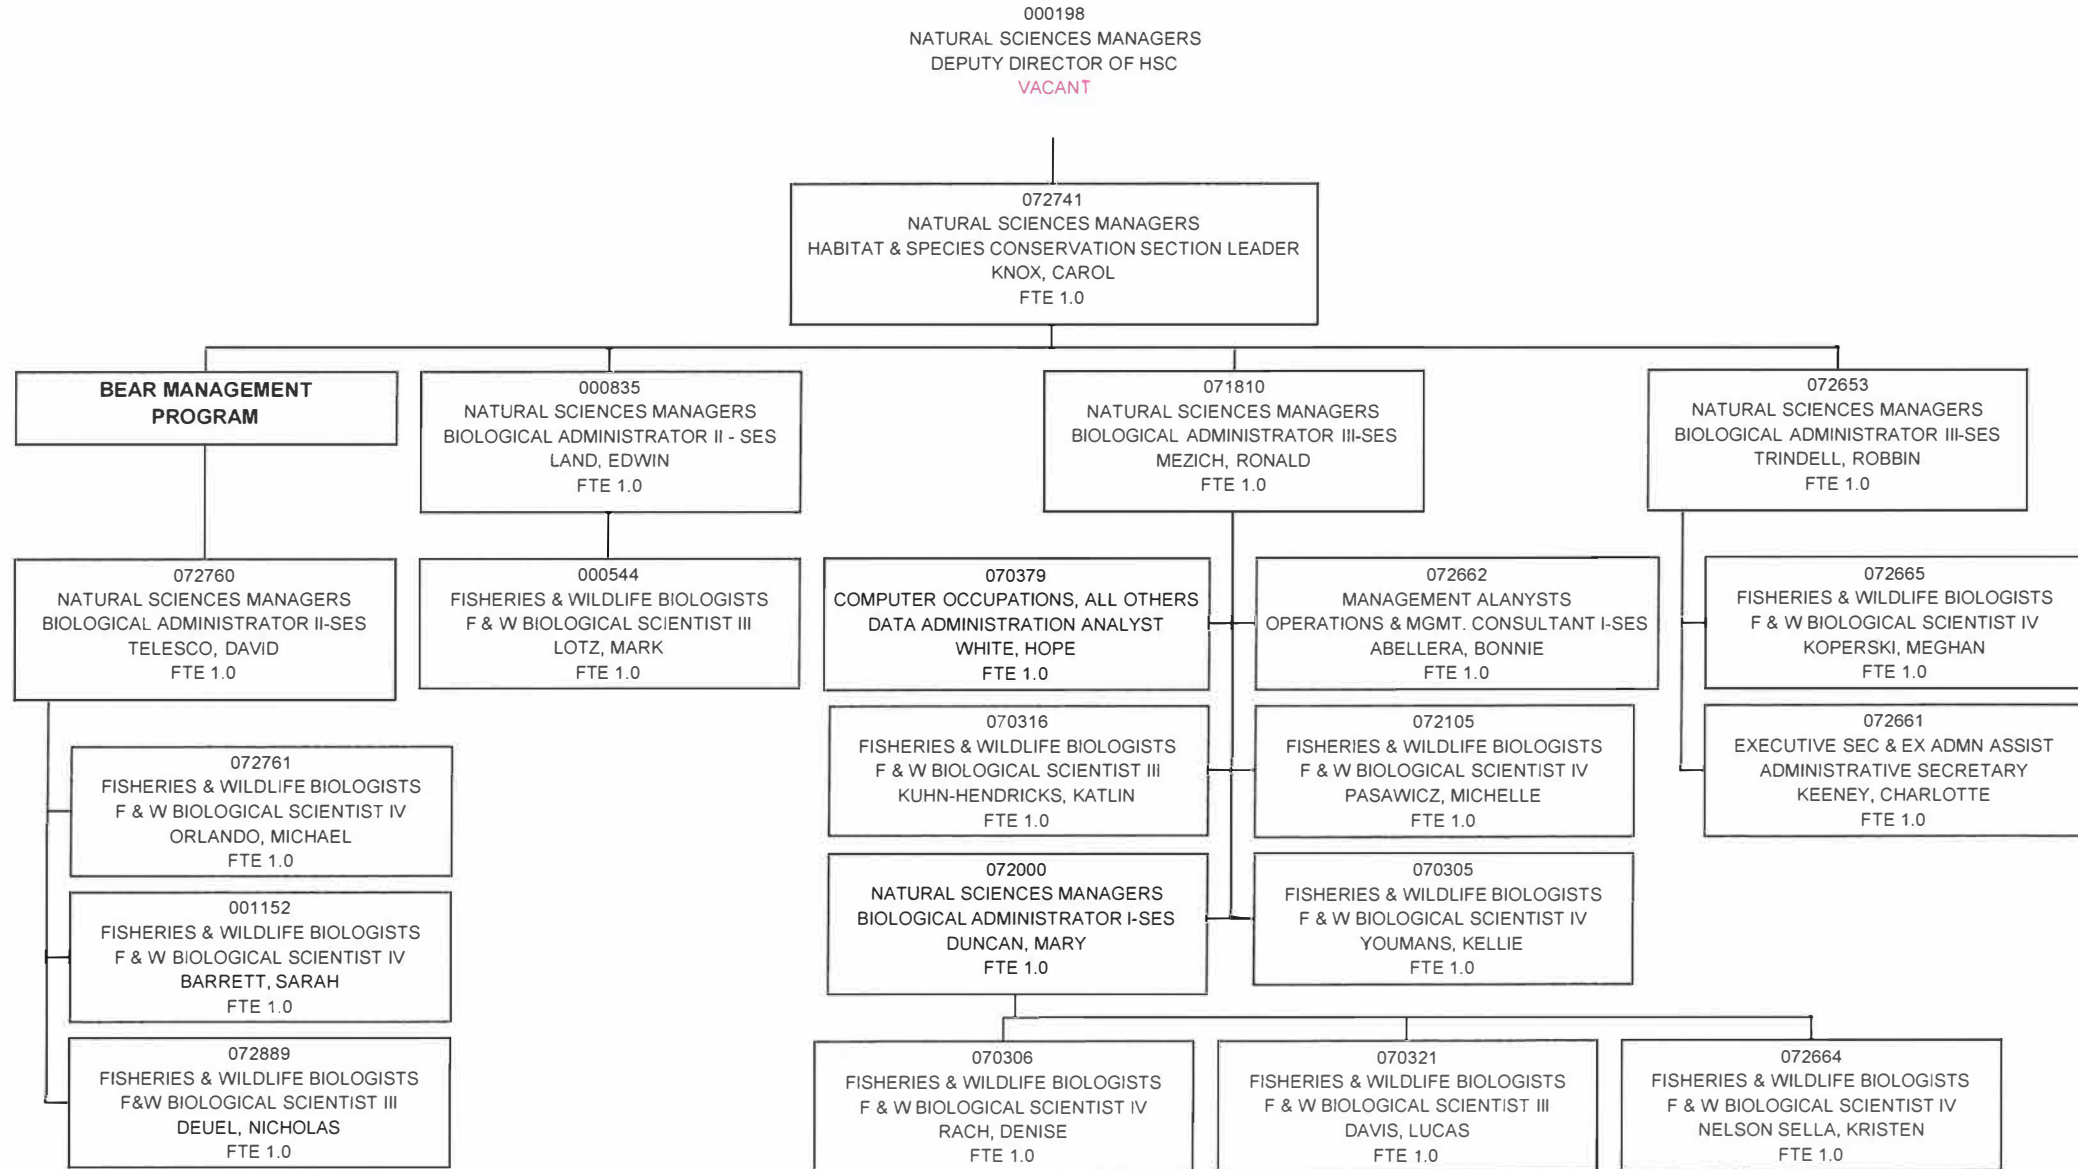 000198
NATURAL SCIENCES MANAGERS
DEPUTY DIRECTOR OF HSC
VACANT
072741
NATURAL SCIENCES MANAGERS
HABITAT & SPECIES CONSERVATION SECTION LEADER
KNOX, CAROL
FTE 1.0
BEAR MANAGEMENT
PROGRAM
000835
NATURAL SCIENCES MANAGERS
BIOLOGICAL ADMINISTRATOR II - SES
LAND, EDWIN
FTE 1.0
071810
NATURAL SCIENCES MANAGERS
BIOLOGICAL ADMINISTRATOR III-SES
MEZICH, RONALD
FTE 1.0
072653
NATURAL SCIENCES MANAGERS
BIOLOGICAL ADMINISTRATOR III-SES
TRINDELL, ROBBIN
FTE 1.0
072760
NATURAL SCIENCES MANAGERS
BIOLOGICAL ADMINISTRATOR II-SES
TELESCO, DAVID
FTE 1.0
000544
FISHERIES & WILDLIFE BIOLOGISTS
F & W BIOLOGICAL SCIENTIST III
LOTZ, MARK
FTE 1.0
070379
COMPUTER OCCUPATIONS, ALL OTHERS
DATA ADMINISTRATION ANALYST
WHITE, HOPE
FTE 1.0
072662
MANAGEMENT ALANYSTS
OPERATIONS & MGMT. CONSULTANT I-SES
ABELLERA, BONNIE
FTE 1.0
072665
FISHERIES & WILDLIFE BIOLOGISTS
F & W BIOLOGICAL SCIENTIST IV
KOPERSKI, MEGHAN
FTE 1.0
070316
FISHERIES & WILDLIFE BIOLOGISTS
F & W BIOLOGICAL SCIENTIST III
KUHN-HENDRICKS, KATLIN
FTE 1.0
072105
FISHERIES & WILDLIFE BIOLOGISTS
F & W BIOLOGICAL SCIENTIST IV
PASAWICZ, MICHELLE
FTE 1.0
072661
EXECUTIVE SEC & EX ADMN ASSIST
ADMINISTRATIVE SECRETARY
KEENEY, CHARLOTTE
FTE 1.0
072761
FISHERIES & WILDLIFE BIOLOGISTS
F & W BIOLOGICAL SCIENTIST IV
ORLANDO, MICHAEL
FTE 1.0
072000
NATURAL SCIENCES MANAGERS
BIOLOGICAL ADMINISTRATOR I-SES
DUNCAN, MARY
FTE 1.0
070305
FISHERIES & WILDLIFE BIOLOGISTS
F & W BIOLOGICAL SCIENTIST IV
YOUMANS, KELLIE
FTE 1.0
001152
FISHERIES & WILDLIFE BIOLOGISTS
F & W BIOLOGICAL SCIENTIST IV
BARRETT, SARAH
FTE 1.0
072889
FISHERIES & WILDLIFE BIOLOGISTS
F&W BIOLOGICAL SCIENTIST III
DEUEL, NICHOLAS
FTE 1.0
070306
FISHERIES & WILDLIFE BIOLOGISTS
F & W BIOLOGICAL SCIENTIST IV
RACH, DENISE
FTE 1.0
070321
FISHERIES & WILDLIFE BIOLOGISTS
F & W BIOLOGICAL SCIENTIST III
DAVIS, LUCAS
FTE 1.0
072664
FISHERIES & WILDLIFE BIOLOGISTS
F & W BIOLOGICAL SCIENTIST IV
NELSON SELLA, KRISTEN
FTE 1.0